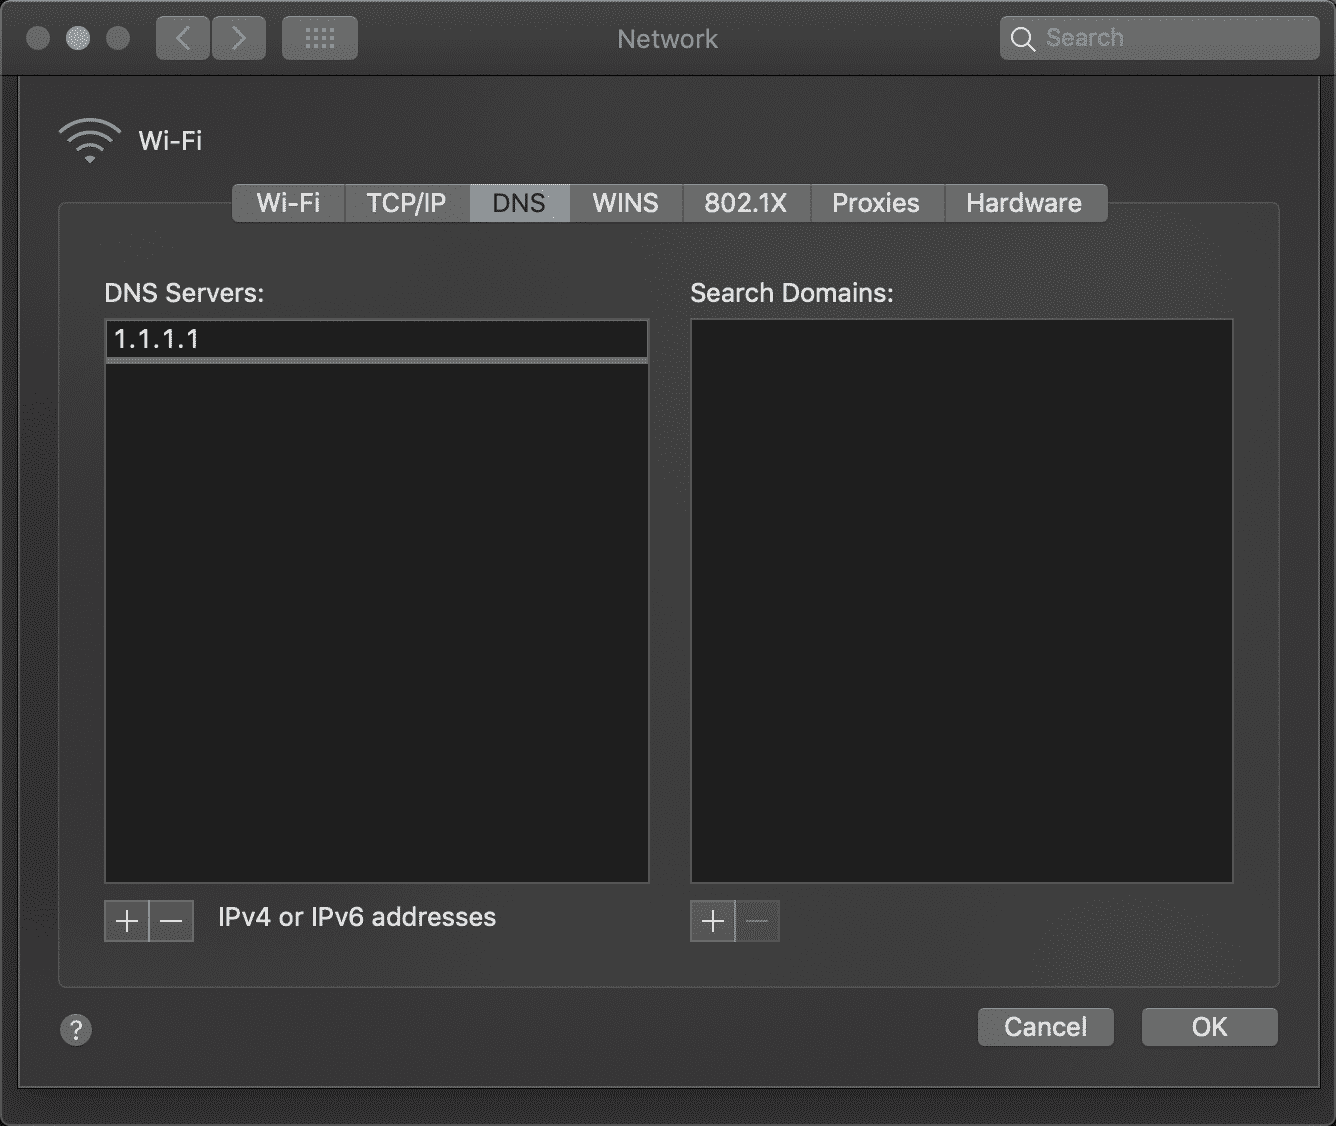 Network
Search
Wi-Fi
Wi-Fi TCP/IP DNS WINS 802.1X Proxies Hardware
DNS Servers:
Search Domains:
1.1.1.1
+ − IPv4 or IPv6 addresses
+ −
?
Cancel OK